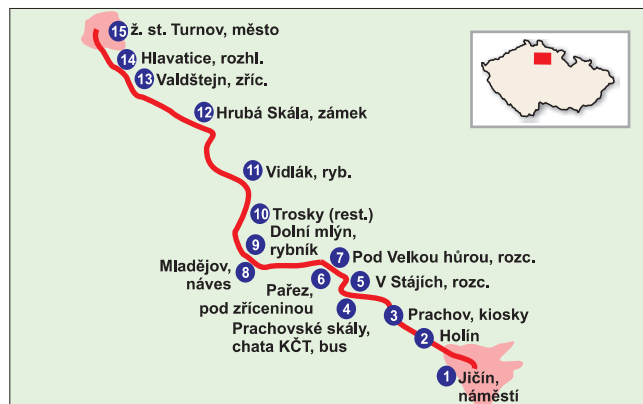 15 ž. st. Turnov, město
14 Hlavatice, rozhl.
13 Valdštejn, zříc.
12 Hrubá Skála, zámek
11 Vidlák, ryb.
10 Trosky (rest.)
9 Dolní mlýn,
rybník
7 Pod Velkou hůrou, rozc.
Mladějov, 8
náves
6 Pařez,
pod zříceninou
5 V Stájích, rozc.
4 Prachovské skály,
chata KČT, bus
3 Prachov, kiosky
2 Holín
1 Jičín,
náměstí